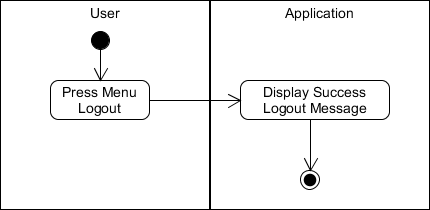 User
Application
Press Menu
Logout
Display Success
Logout Message